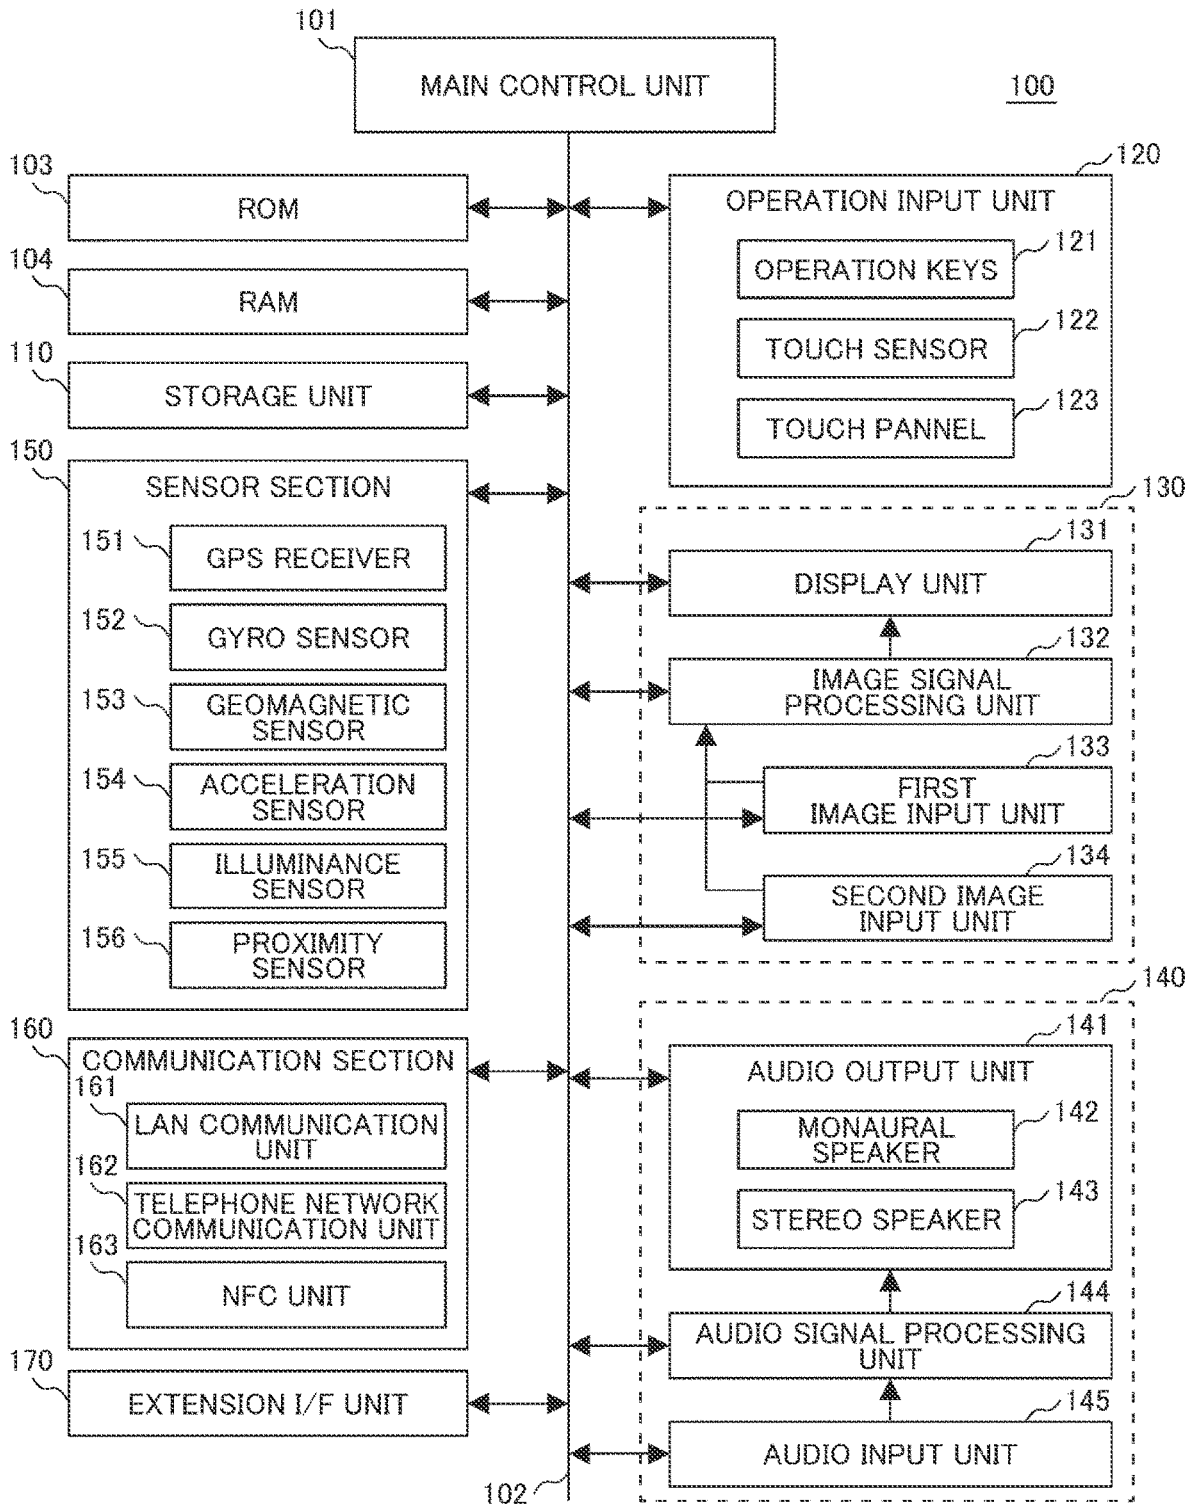 101
MAIN CONTROL UNIT
100
103
ROM
104
RAM
110
STORAGE UNIT
150
SENSOR SECTION
151
GPS RECEIVER
152
GYRO SENSOR
153
GEOMAGNETIC
SENSOR
154
ACCELERATION
SENSOR
155
ILLUMINANCE
SENSOR
156
PROXIMITY
SENSOR
160
COMMUNICATION SECTION
161
LAN COMMUNICATION
UNIT
162
TELEPHONE NETWORK
COMMUNICATION UNIT
163
NFC UNIT
170
EXTENSION I/F UNIT
102
120
OPERATION INPUT UNIT
121
OPERATION KEYS
122
TOUCH SENSOR
123
TOUCH PANNEL
130
131
DISPLAY UNIT
132
IMAGE SIGNAL
PROCESSING UNIT
133
FIRST
IMAGE INPUT UNIT
134
SECOND IMAGE
INPUT UNIT
140
141
AUDIO OUTPUT UNIT
142
MONAURAL
SPEAKER
143
STEREO SPEAKER
144
AUDIO SIGNAL PROCESSING
UNIT
145
AUDIO INPUT UNIT